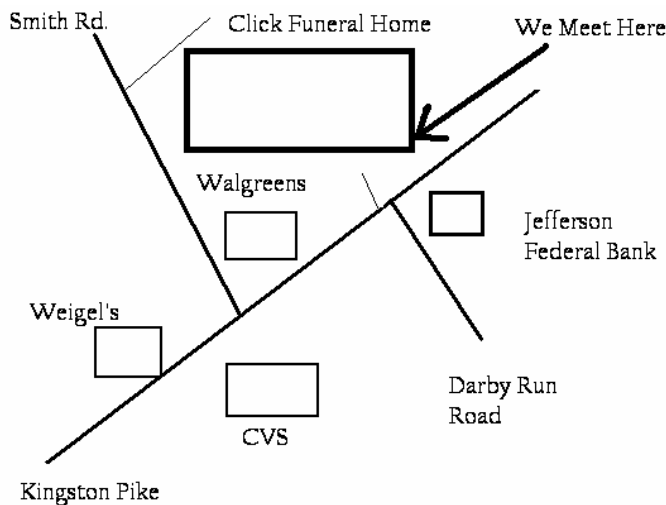 Smith Rd.
Click Funeral Home
We Meet Here
Walgreens
Jefferson
Federal Bank
Weigel's
Darby Run
Road
CVS
Kingston Pike